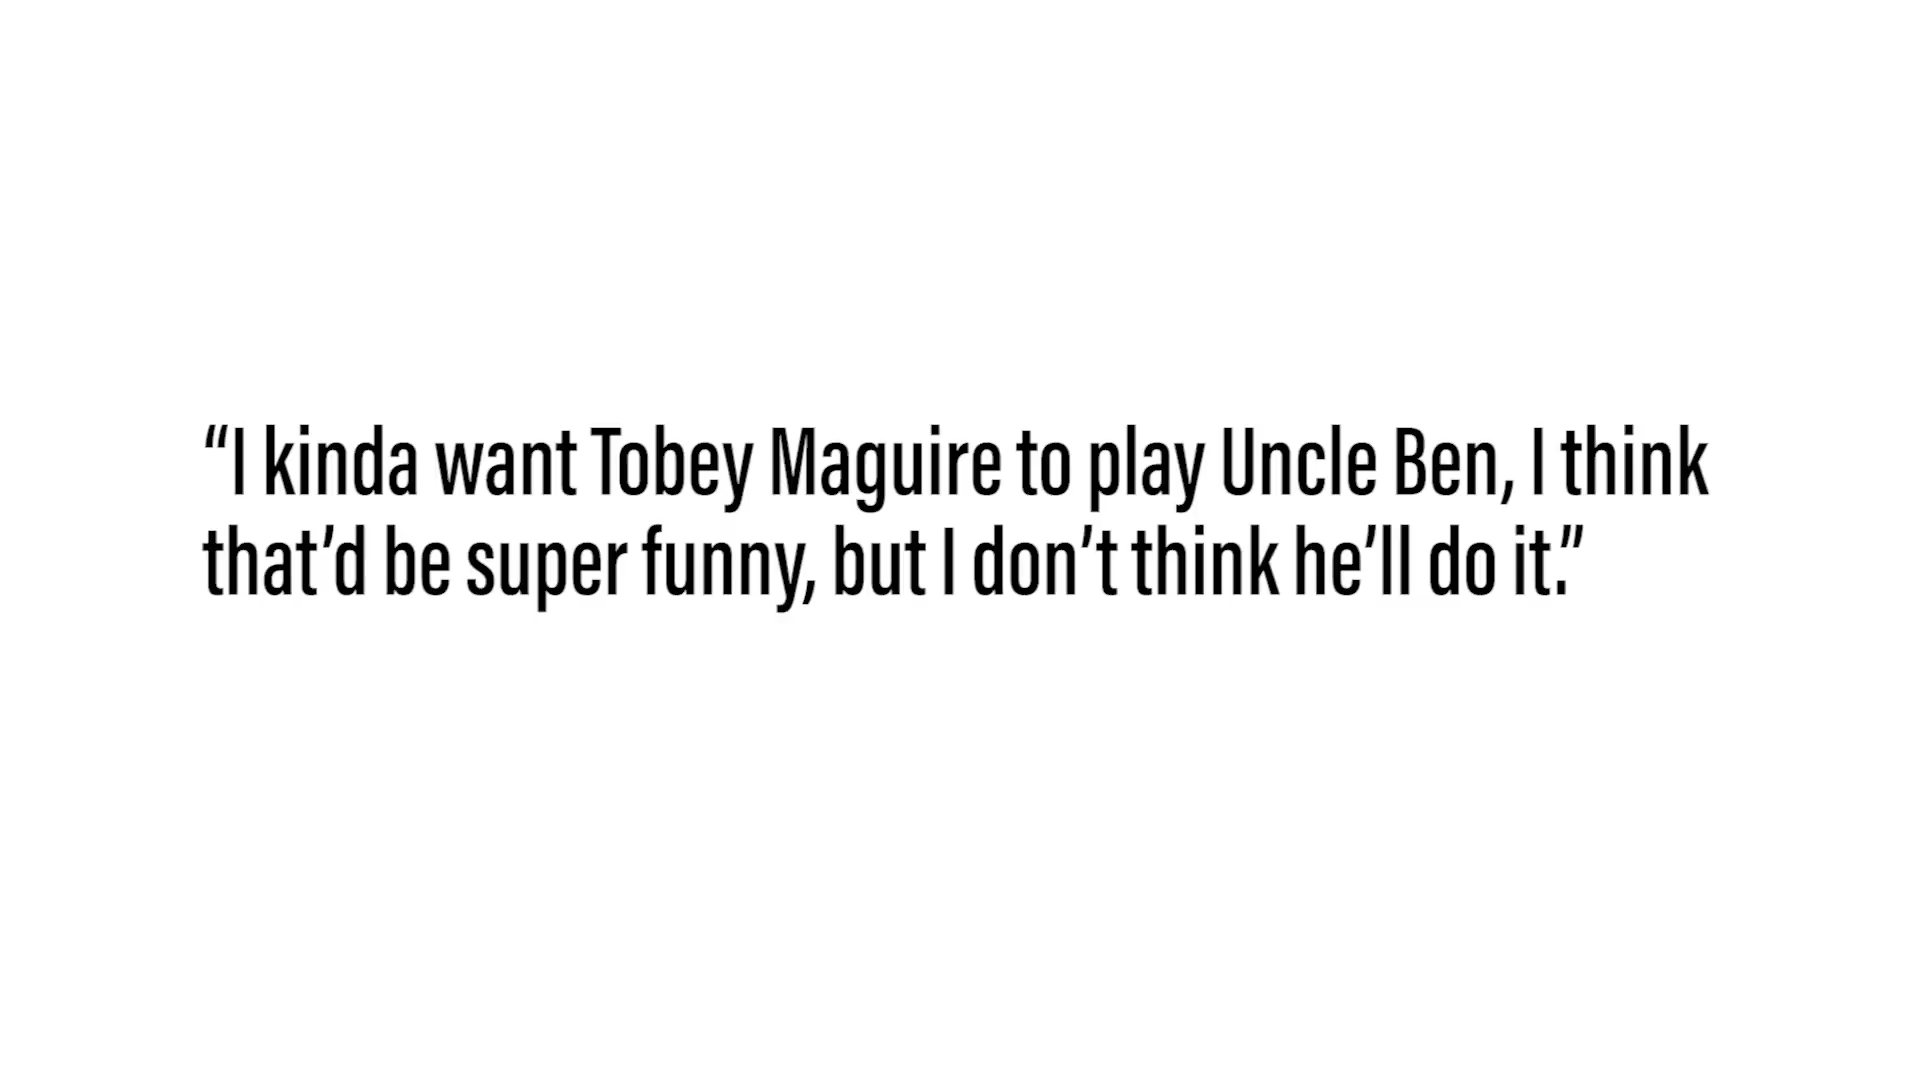 “I kinda want Tobey Maguire to play Uncle Ben, I think
that’d be super funny, but I don’t think he’ll do it.”